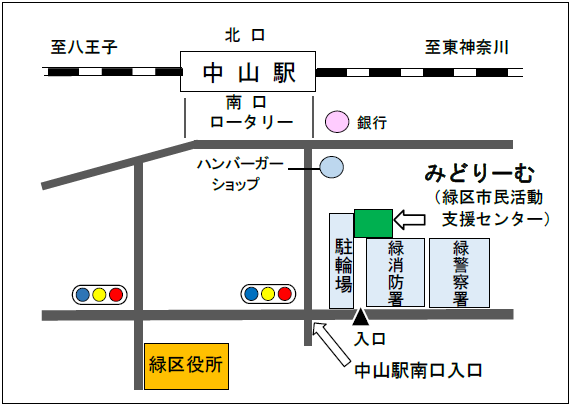 北 口
至八王子
至東神奈川
中 山 駅
南 口
ロータリー
銀行
ハンバーガー
ショップ
みどりーむ
（緑区市民活動
支援センター）
駐輪場
緑消防署
緑警察署
入口
緑区役所
中山駅南口入口